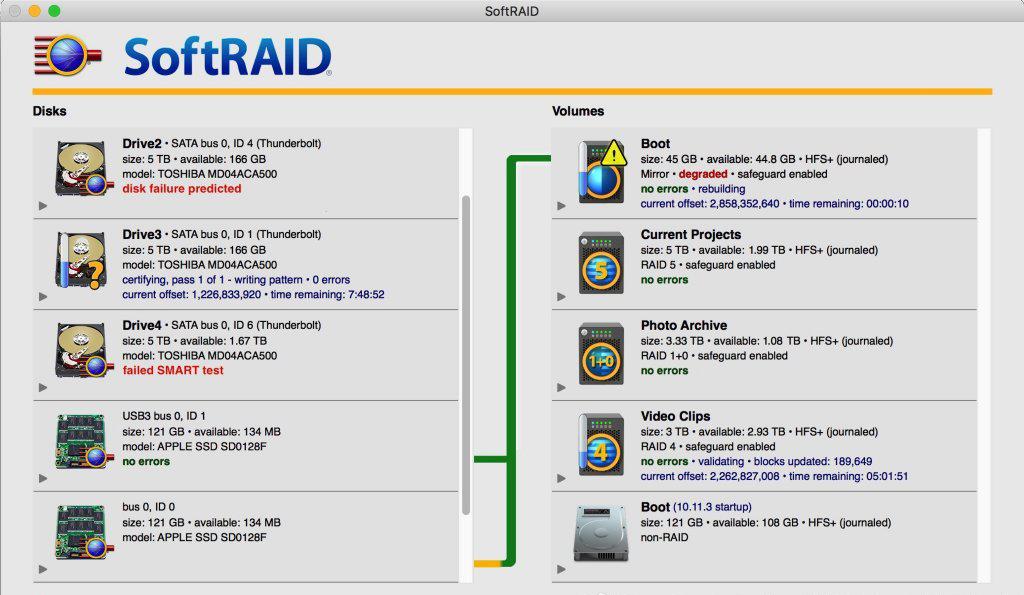 SoftRAID
SoftRAID®
Disks
Drive2 • SATA bus 0, ID 4 (Thunderbolt)
size: 5 TB • available: 166 GB
model: TOSHIBA MD04ACA500
disk failure predicted
Drive3 • SATA bus 0, ID 1 (Thunderbolt)
size: 5 TB • available: 166 GB
model: TOSHIBA MD04ACA500
certifying, pass 1 of 1 - writing pattern • 0 errors
current offset: 1,226,833,920 • time remaining: 7:48:52
?
Drive4 • SATA bus 0, ID 6 (Thunderbolt)
size: 5 TB • available: 1.67 TB
model: TOSHIBA MD04ACA500
failed SMART test
USB3 bus 0, ID 1
size: 121 GB • available: 134 MB
model: APPLE SSD SD0128F
no errors
bus 0, ID 0
size: 121 GB • available: 134 MB
model: APPLE SSD SD0128F
Volumes
!
Boot
size: 45 GB • available: 44.8 GB • HFS+ (journaled)
Mirror • degraded • safeguard enabled
no errors • rebuilding
current offset: 2,858,352,640 • time remaining: 00:00:10
5
Current Projects
size: 5 TB • available: 1.99 TB • HFS+ (journaled)
RAID 5 • safeguard enabled
no errors
1+0
Photo Archive
size: 3.33 TB • available: 1.08 TB • HFS+ (journaled)
RAID 1+0 • safeguard enabled
no errors
4
Video Clips
size: 3 TB • available: 2.93 TB • HFS+ (journaled)
RAID 4 • safeguard enabled
no errors • validating • blocks updated: 189,649
current offset: 2,262,827,008 • time remaining: 05:01:51
Boot (10.11.3 startup)
size: 121 GB • available: 108 GB • HFS+ (journaled)
non-RAID